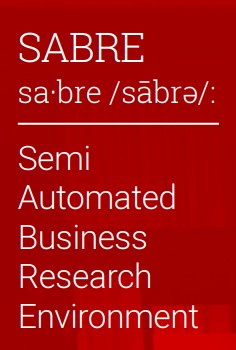 SABRE
sa·bre /sābrə/:
Semi
Automated
Business
Research
Environment